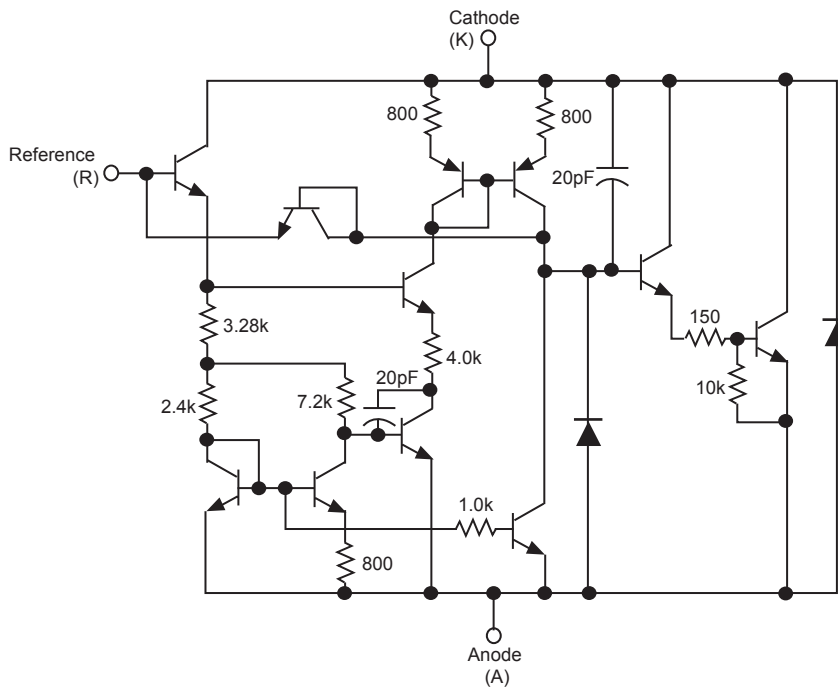 Cathode
(K)
800
800
Reference
(R)
20pF
3.28k
150
4.0k
20pF
2.4k
7.2k
10k
1.0k
800
Anode
(A)